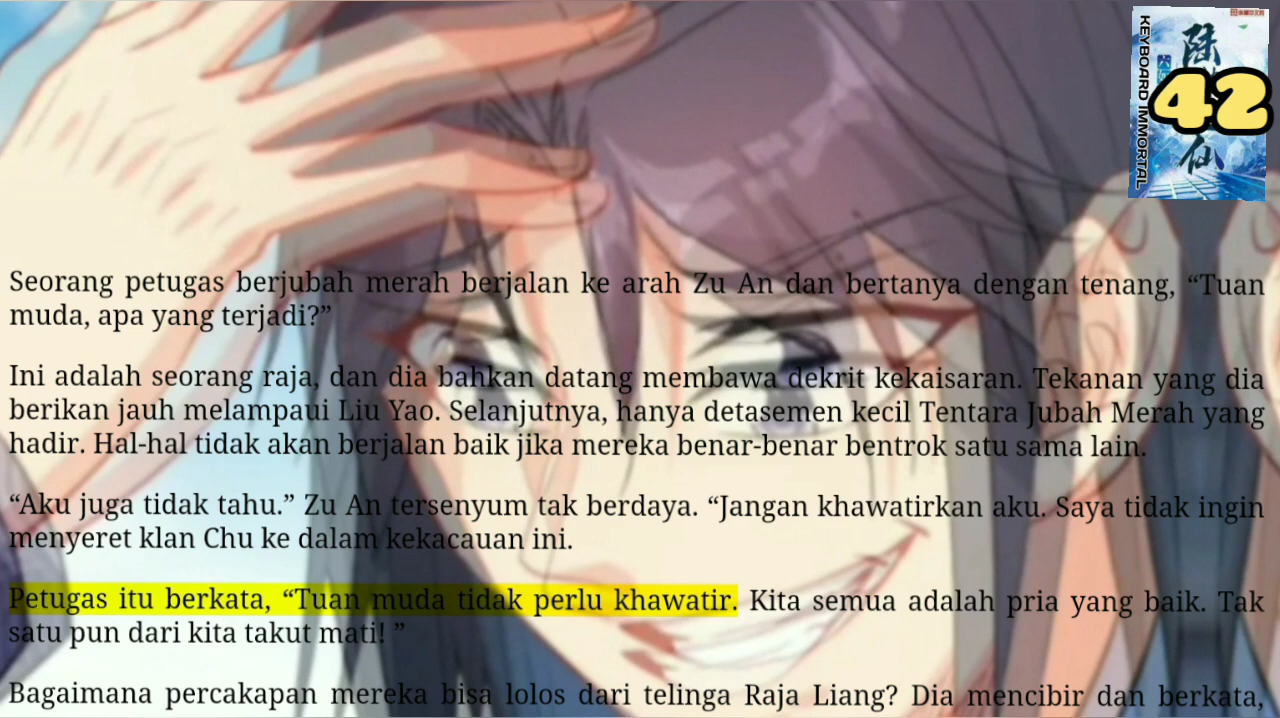 KEYBOARD IMMORTAL
42
仙
Seorang petugas berjubah merah berjalan ke arah Zu An dan bertanya dengan tenang, “Tuan
muda, apa yang terjadi?”
Ini adalah seorang raja, dan dia bahkan datang membawa dekrit kekaisaran. Tekanan yang dia
berikan jauh melampaui Liu Yao. Selanjutnya, hanya detasemen kecil Tentara Jubah Merah yang
hadir. Hal-hal tidak akan berjalan baik jika mereka benar-benar bentrok satu sama lain.
“Aku juga tidak tahu.” Zu An tersenyum tak berdaya. “Jangan khawatirkan aku. Saya tidak ingin
menyeret klan Chu ke dalam kekacauan ini.
Petugas itu berkata, “Tuan muda tidak perlu khawatir. Kita semua adalah pria yang baik. Tak
satu pun dari kita takut mati! ”
Bagaimana percakapan mereka bisa lolos dari telinga Raja Liang? Dia mencibir dan berkata,